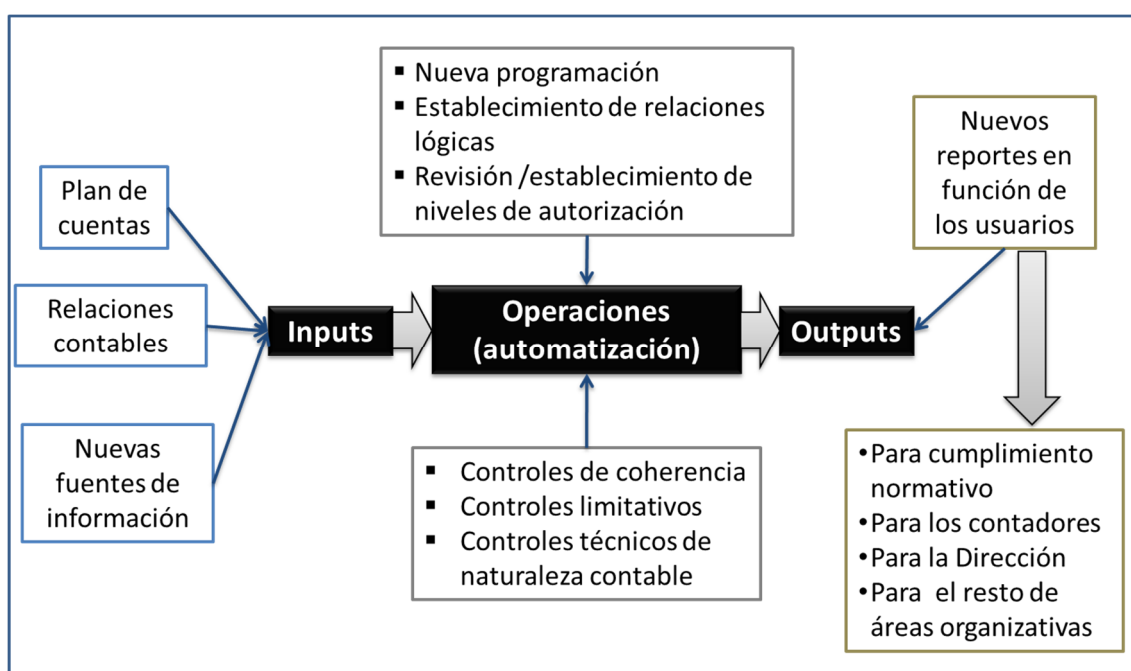 Plan de
cuentas
Relaciones
contables
Nuevas
fuentes de
información
Inputs
▪ Nueva programación
▪ Establecimiento de relaciones
lógicas
▪ Revisión /establecimiento de
niveles de autorización
Operaciones
(automatización)
▪ Controles de coherencia
▪ Controles limitativos
▪ Controles técnicos de
naturaleza contable
Outputs
Nuevos
reportes en
función de
los usuarios
•Para cumplimiento
normativo
•Para los contadores
•Para la Dirección
•Para el resto de
áreas organizativas